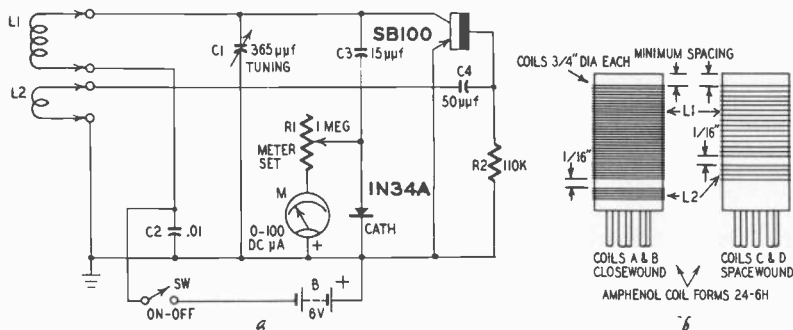 L1
L2
C1
365μμf
TUNING
C3
15μμf
SB100
C4
50μμf
R1
1 MEG
METER
SET
M
0-100
DC μA
+
1N34A
CATH
R2
110K
C2
.01
SW
ON-OFF
B
6V
+
a
COILS 3/4" DIA EACH
MINIMUM SPACING
L1
1/16"
1/16"
L2
COILS A & B
CLOSEWOUND
COILS C & D
SPACEWOUND
AMPHENOL COIL FORMS 24-6H
b